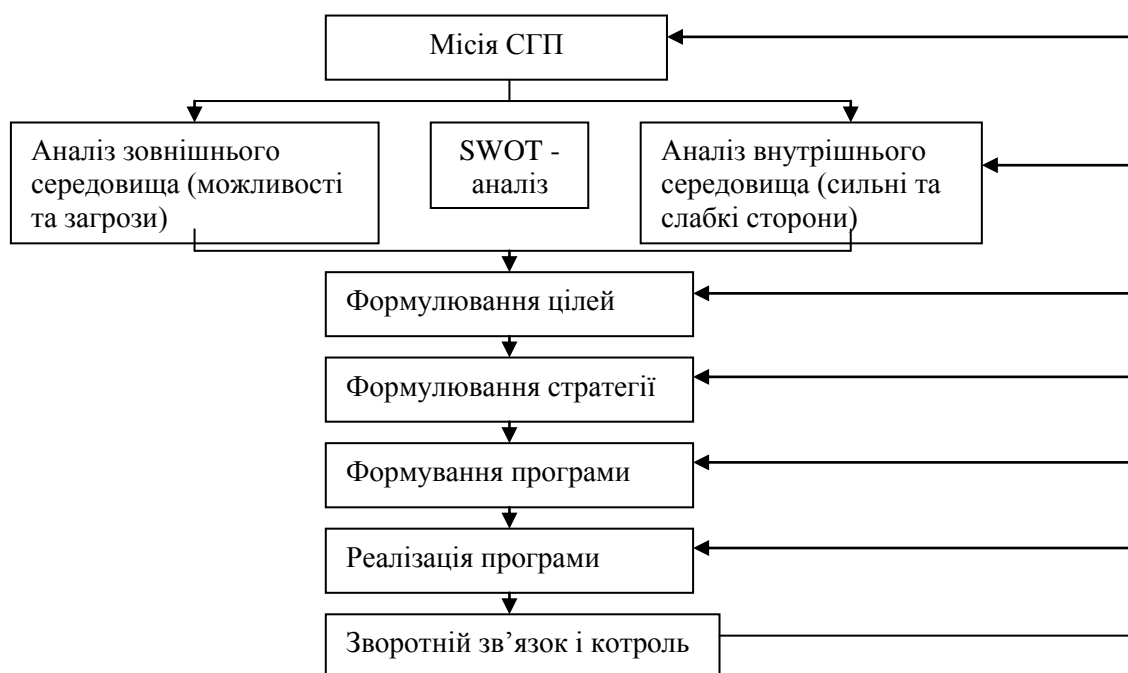 Місія СГП
Аналіз зовнішнього
середовища (можливості
та загрози)
SWOT -
аналіз
Аналіз внутрішнього
середовища (сильні та
слабкі сторони)
Формулювання цілей
Формулювання стратегії
Формування програми
Реалізація програми
Зворотній зв’язок і котроль